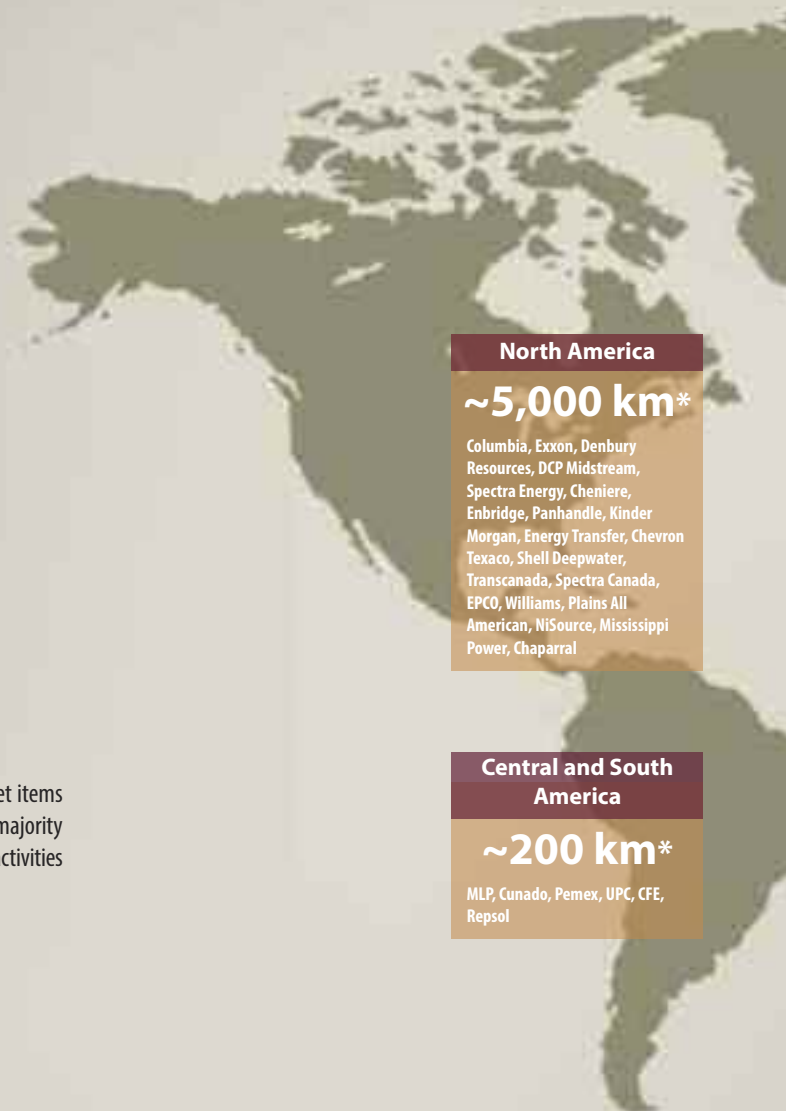 North America
~5,000 km*
Columbia, Exxon, Denbury
Resources, DCP Midstream,
Spectra Energy, Cheniere,
Enbridge, Panhandle, Kinder
Morgan, Energy Transfer, Chevron
Texaco, Shell Deepwater,
Transcanada, Spectra Canada,
EPCO, Williams, Plains All
American, NiSource, Mississippi
Power, Chaparral
Central and South
America
~200 km*
MLP, Cunado, Pemex, UPC, CFE,
Repsol
items
majority